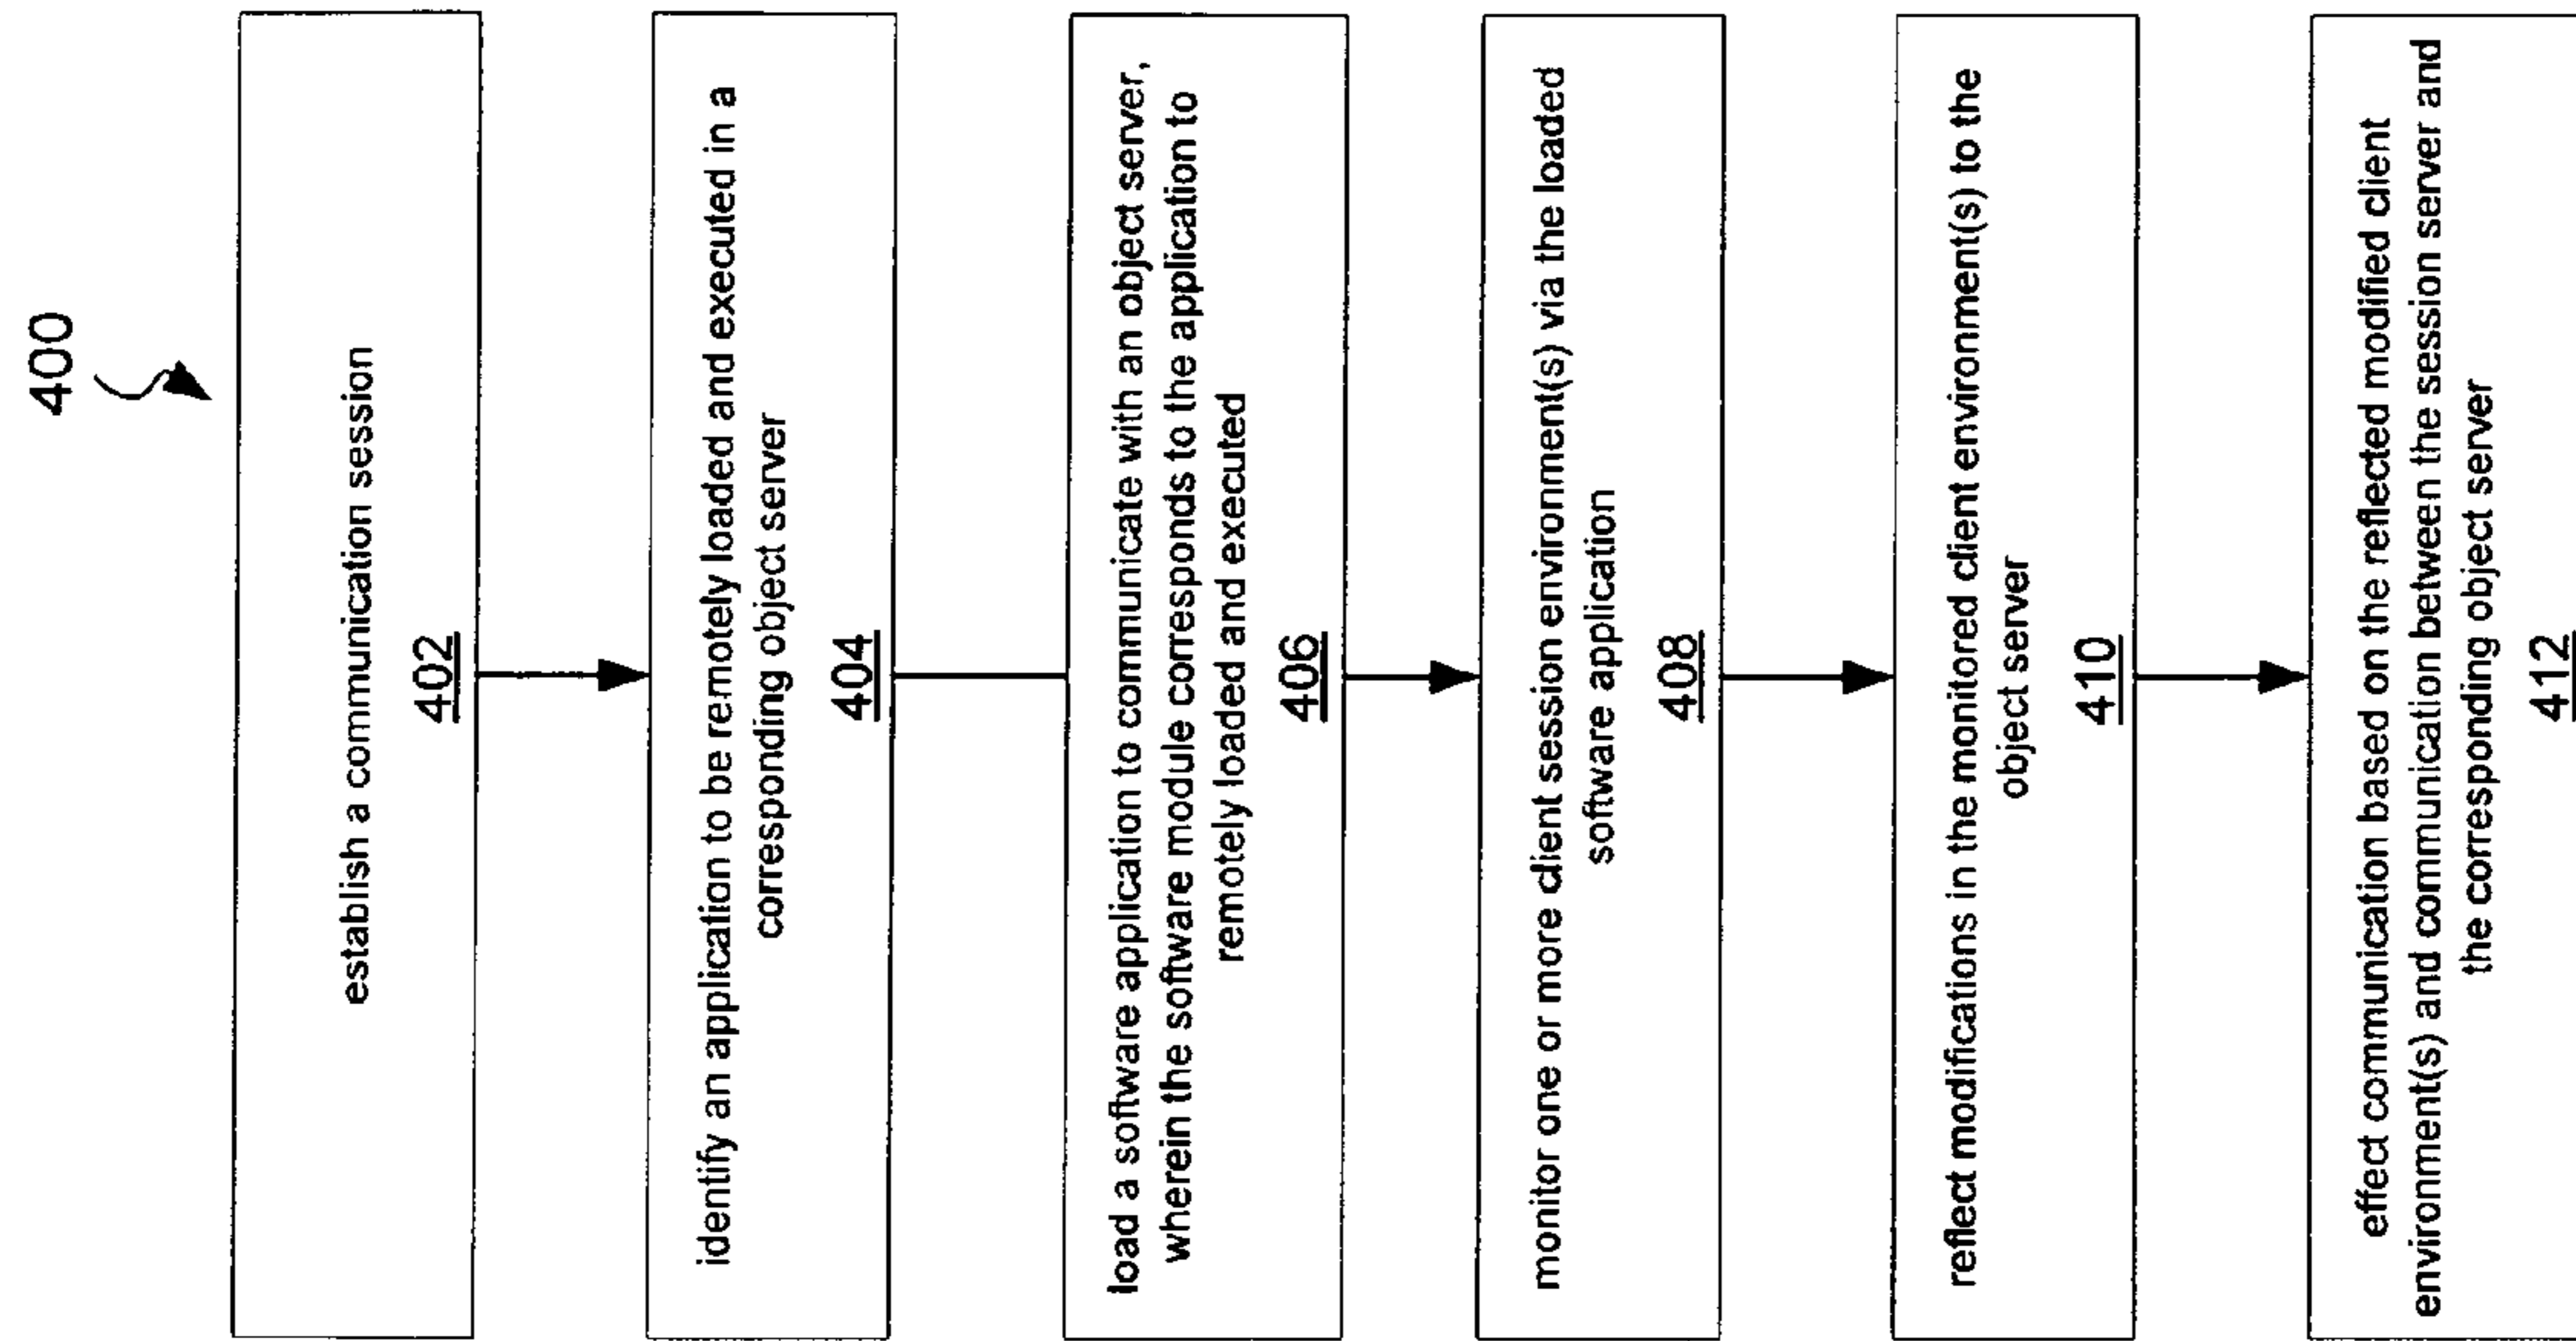 400
establish a communication session
402
identify an application to be remotely loaded and executed in a
corresponding object server
404
load a software application to communicate with an object server,
wherein the software module corresponds to the application to
remotely loaded and executed
406
monitor one or more client session environment(s) via the loaded
software application
408
reflect modifications in the monitored client environment(s) to the
object server
410
effect communication based on the reflected modified client
environment(s) and communication between the session server and
the corresponding object server
412